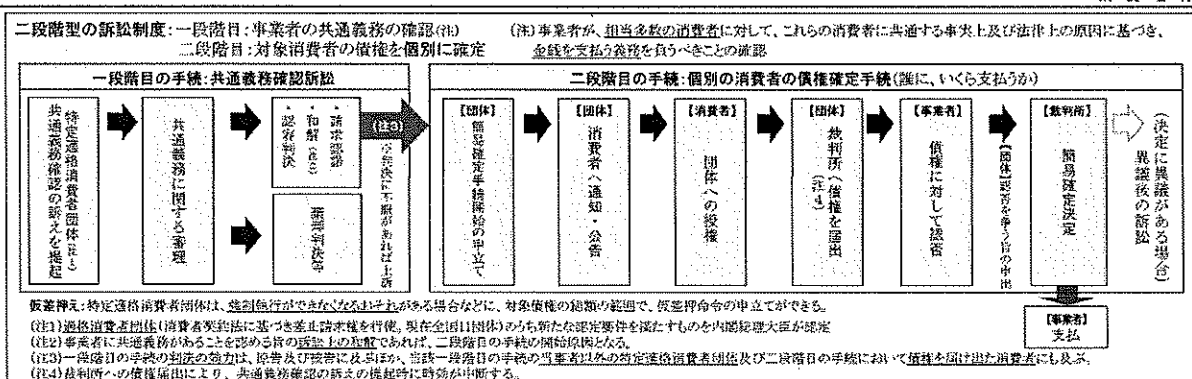 二段階型の訴訟制度：一段階目：事業者の共通義務の確認(注)
二段階目：対象消費者の債権を個別に確定
(注)事業者が、相当多数の消費者に対して、これらの消費者に共通する事実上及び法律上の原因に基づき、
金銭を支払う義務を負うべきことの確認
一段階目の手続：共通義務確認訴訟
特定適格消費者団体(注1)が
共通義務確認の訴えを提起
共通義務に関する審理
・請求認諾
・和解(注2)
・認容判決
棄却判決等
(注3)
※判決に不服があれば上訴
二段階目の手続：個別の消費者の債権確定手続(誰に、いくら支払うか)
【団体】
簡易確定手続開始の申立て
【団体】
消費者へ通知・公告
【消費者】
団体への授権
【団体】
裁判所へ債権を届出
(注4)
【事業者】
債権に対して認否
【団体】認否を争う旨の申出
【裁判所】
簡易確定決定
(決定に異議がある場合)
異議後の訴訟
【事業者】
支払
仮差押え：特定適格消費者団体は、強制執行ができなくなるおそれがある場合などに、対象債権の総額の範囲で、仮差押命令の申立てができる。
(注1)適格消費者団体(消費者契約法に基づき差止請求権を行使。現在全国11団体)のうち新たな認定要件を満たすものを内閣総理大臣が認定
(注2)事業者に共通義務があることを認める旨の訴訟上の和解であれば、二段階目の手続の開始原因となる。
(注3)一段階目の手続の判決の効力は、原告及び被告に及ぶほか、当該一段階目の手続の当事者以外の特定適格消費者団体及び二段階目の手続において債権を届け出た消費者にも及ぶ。
(注4)裁判所への債権届出により、共通義務確認の訴えの提起時に時効が中断する。